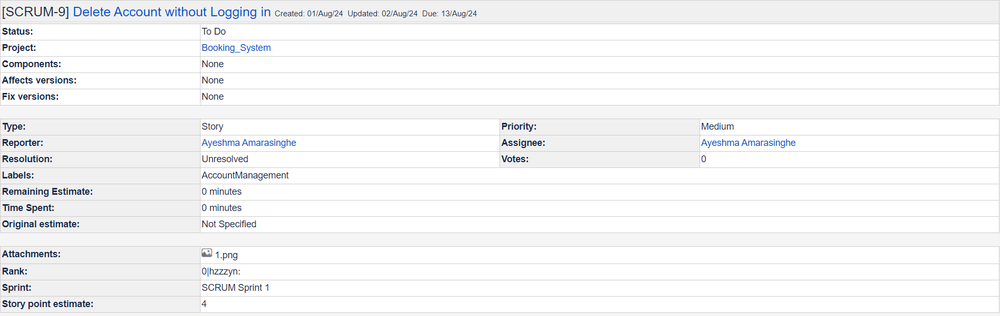 [SCRUM-9] Delete Account without Logging in Created: 01/Aug/24 Updated: 02/Aug/24 Due: 13/Aug/24
Status: To Do
Project: Booking_System
Components: None
Affects versions: None
Fix versions: None
Type: Story Priority: Medium
Reporter: Ayeshma Amarasinghe Assignee: Ayeshma Amarasinghe
Resolution: Unresolved Votes: 0
Labels: AccountManagement
Remaining Estimate: 0 minutes
Time Spent: 0 minutes
Original estimate: Not Specified
Attachments: 1.png
Rank: 0|hzzzyn:
Sprint: SCRUM Sprint 1
Story point estimate: 4